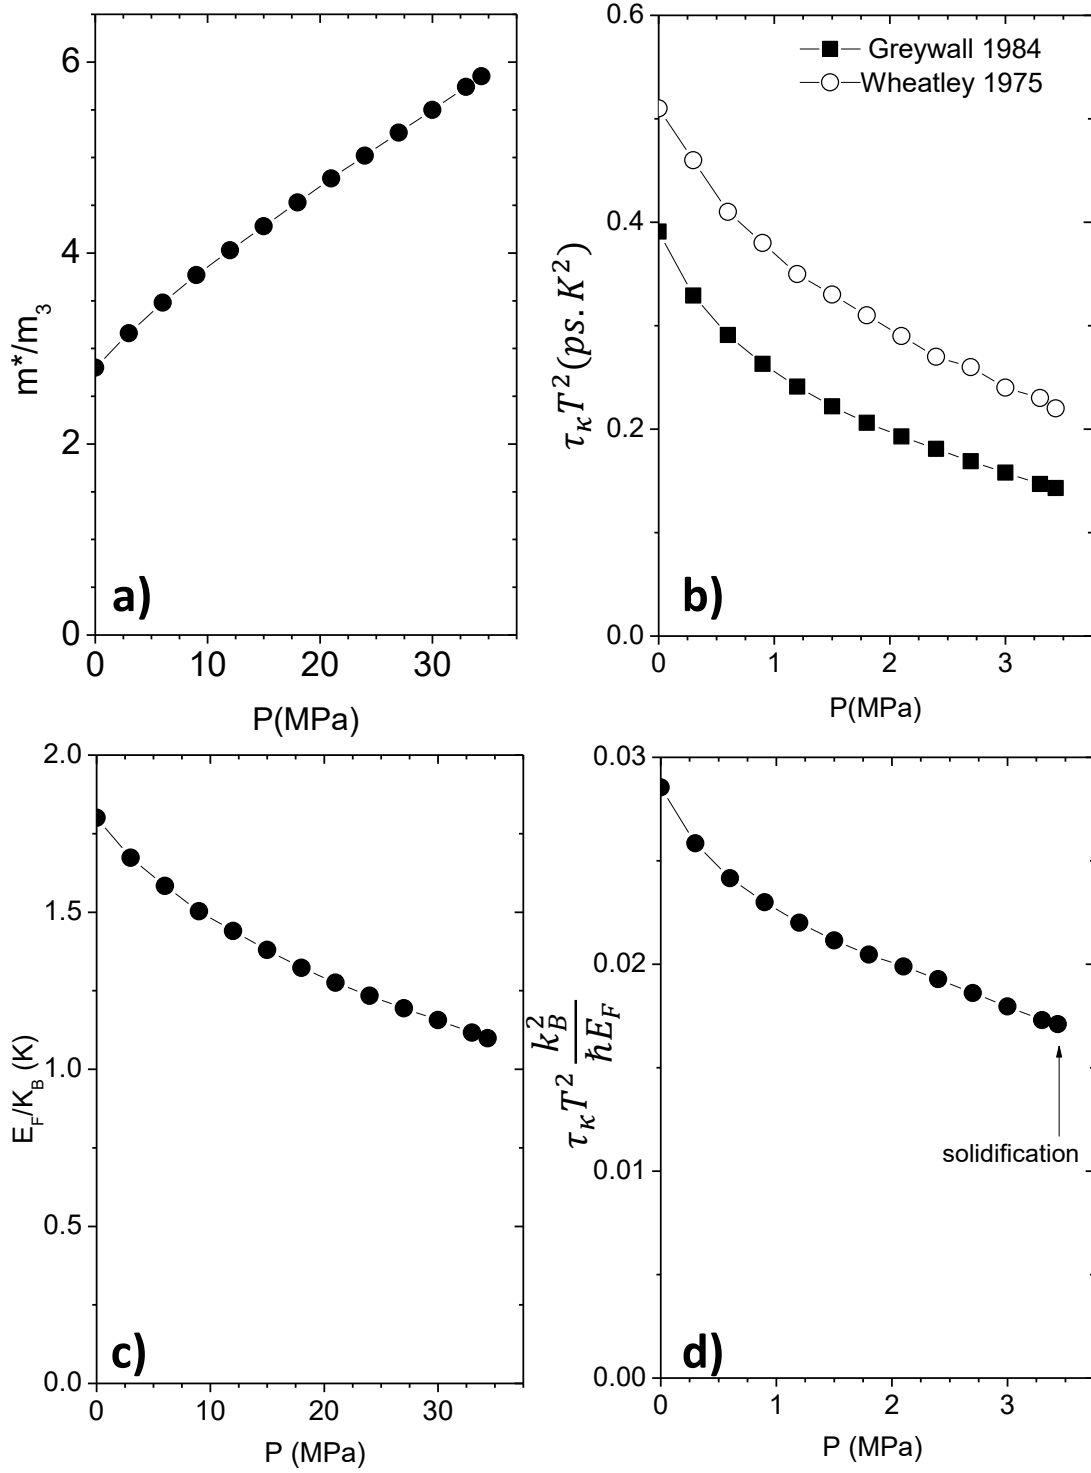 6
4
2
0
0 10 20 30
m*/m3
P(MPa)
a)
0.6
0.4
0.2
0.0
0 1 2 3
τκT²(ps.K²)
P(MPa)
Greywall 1984
Wheatley 1975
b)
2.0
1.5
1.0
0.5
0.0
0 10 20 30
EF/KB (K)
P (MPa)
c)
0.03
0.02
0.01
0.00
0 1 2 3
τκT² k²B/ħEF
P (MPa)
solidification
d)